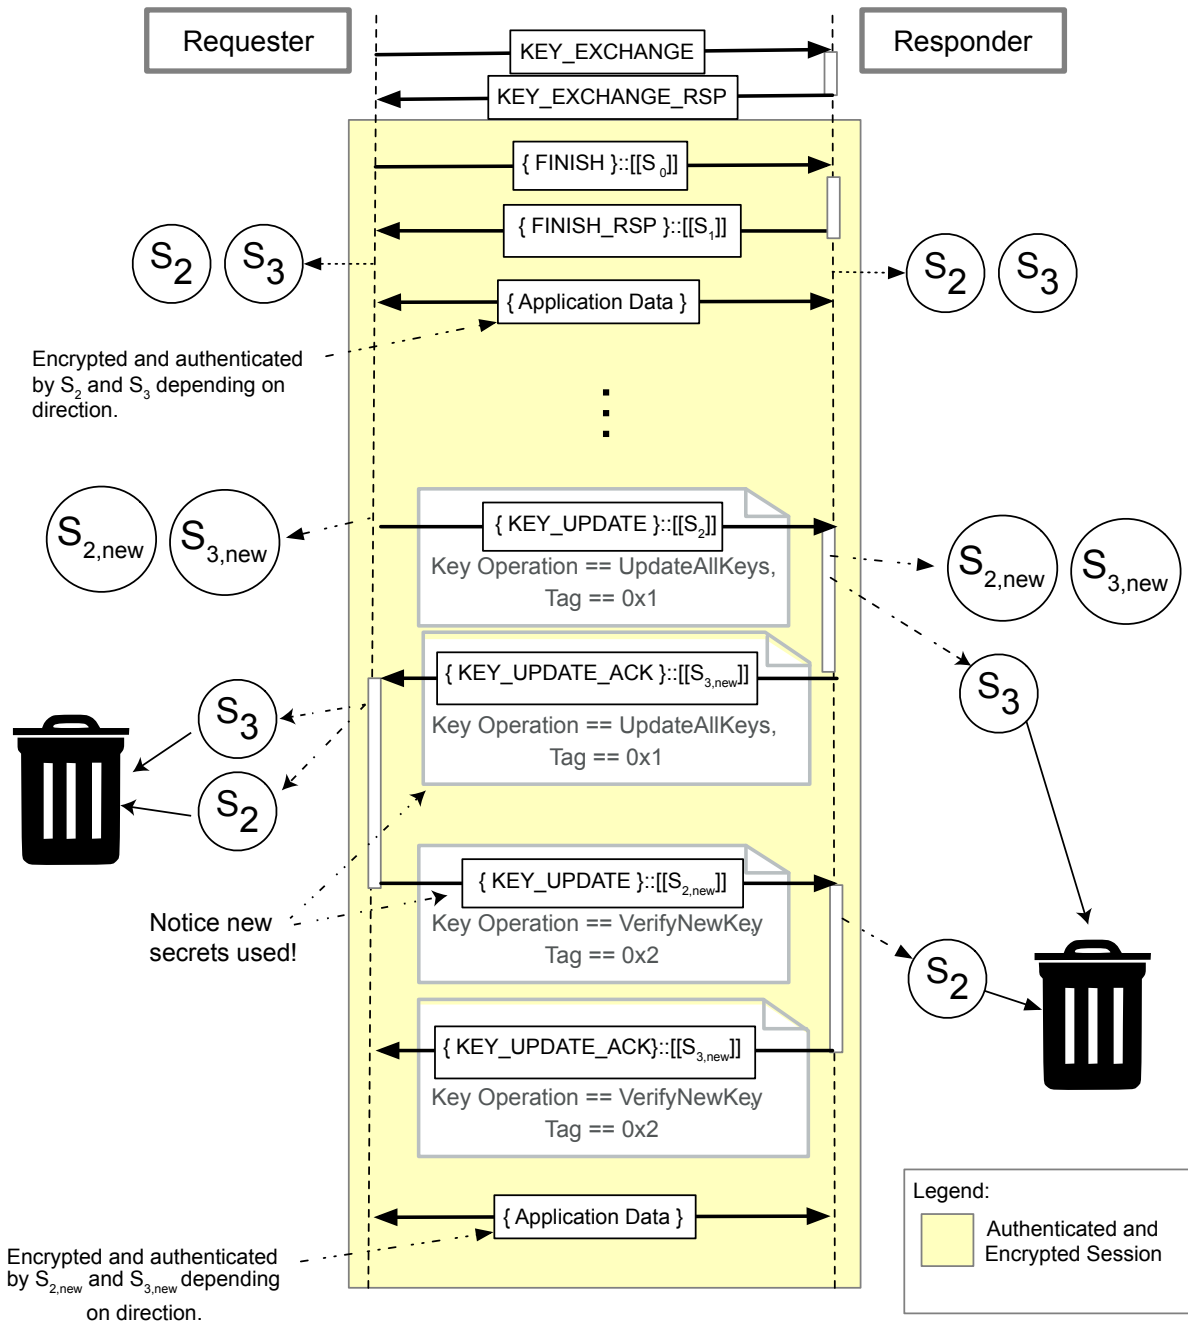 Requester
Responder
KEY_EXCHANGE
KEY_EXCHANGE_RSP
{ FINISH }::[[S0]]
{ FINISH_RSP }::[[S1]]
S2
S3
S2
S3
{ Application Data }
Encrypted and authenticated
by S2 and S3 depending on
direction.
S2,new
S3,new
{ KEY_UPDATE }::[[S2]]
Key Operation == UpdateAllKeys,
Tag == 0x1
S2,new
S3,new
{ KEY_UPDATE_ACK }::[[S3,new]]
Key Operation == UpdateAllKeys,
Tag == 0x1
S3
S3
S2
{ KEY_UPDATE }::[[S2,new]]
Key Operation == VerifyNewKey,
Tag == 0x2
Notice new
secrets used!
S2
{ KEY_UPDATE_ACK}::[[S3,new]]
Key Operation == VerifyNewKey,
Tag == 0x2
{ Application Data }
Encrypted and authenticated
by S2,new and S3,new depending
on direction.
Legend:
Authenticated and
Encrypted Session